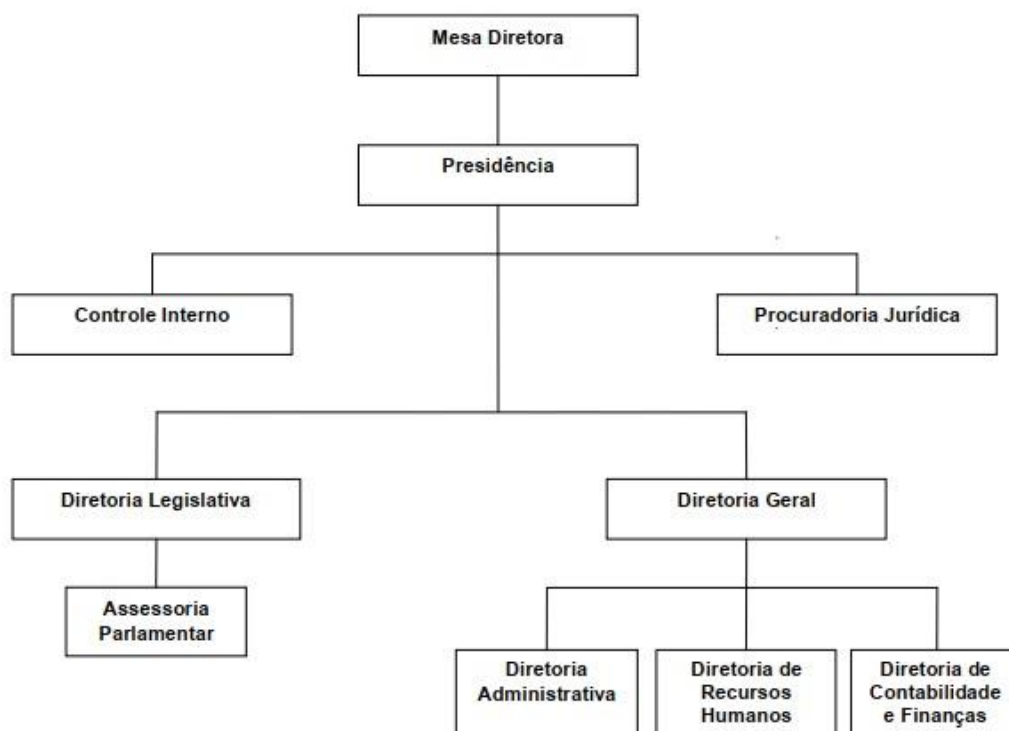 Mesa Diretora
Presidência
Controle Interno
Procuradoria Jurídica
Diretoria Legislativa
Diretoria Geral
Assessoria
Parlamentar
Diretoria
Administrativa
Diretoria de
Recursos
Humanos
Diretoria de
Contabilidade
e Finanças